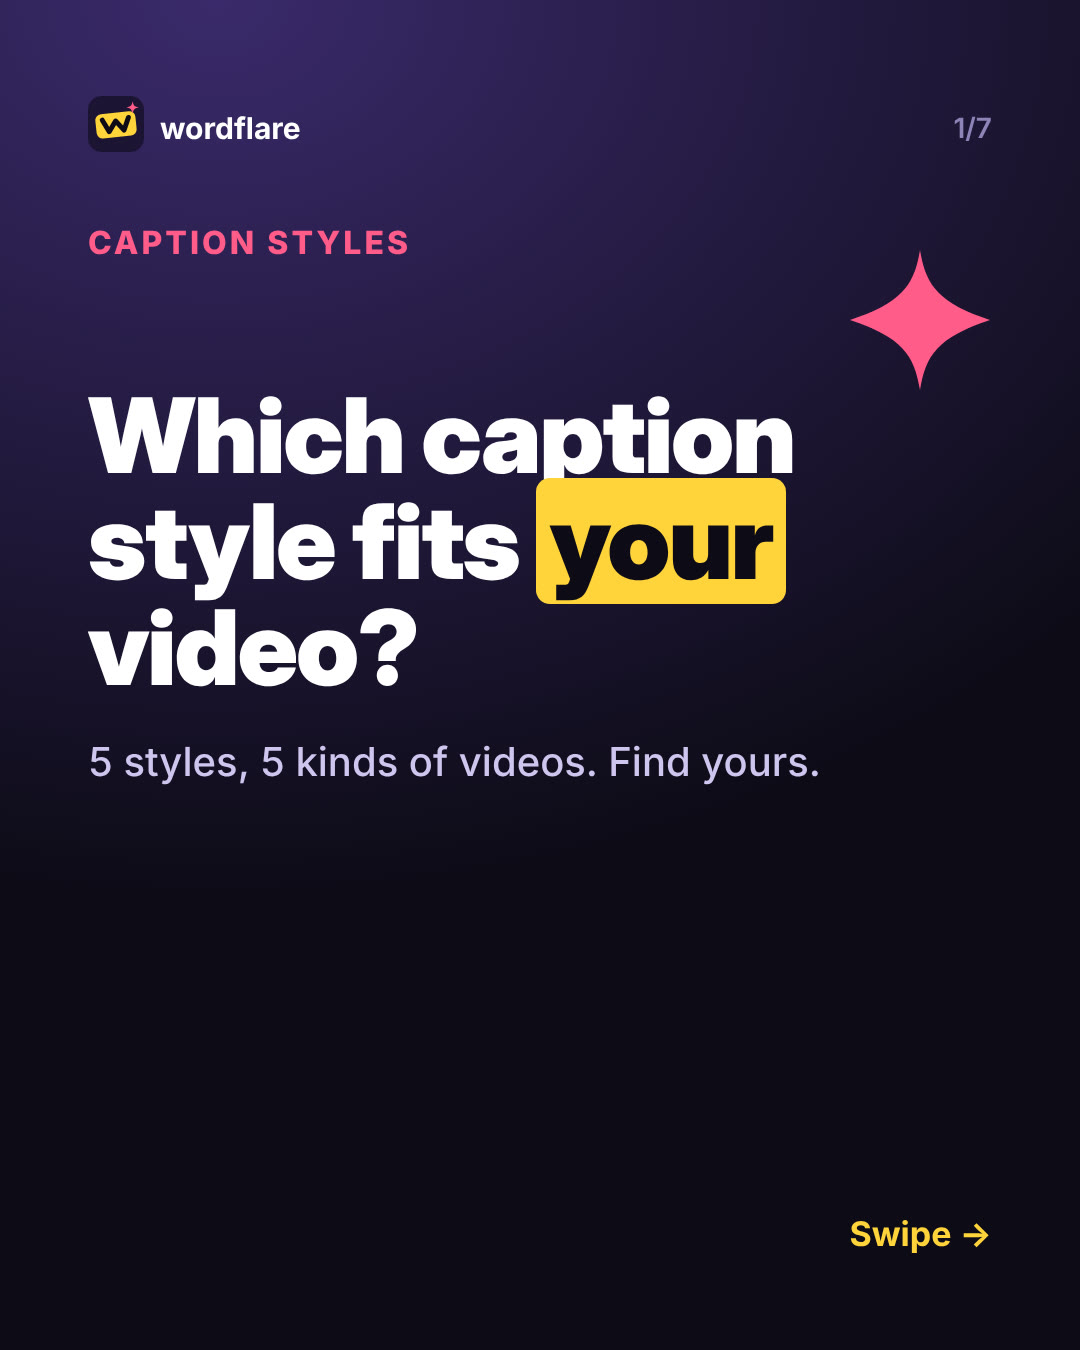 wordflare
1/7
CAPTION STYLES
Which caption
style fits your
video?
5 styles, 5 kinds of videos. Find yours.
Swipe →